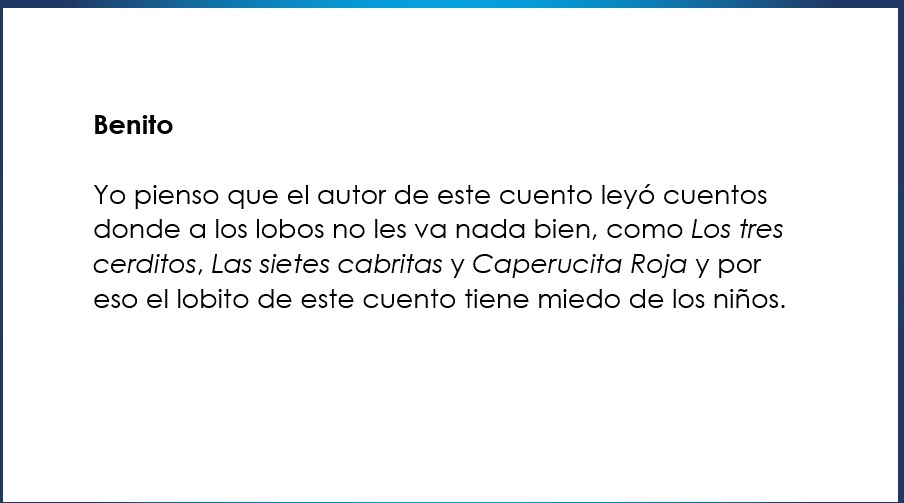 Benito
Yo pienso que el autor de este cuento leyó cuentos
donde a los lobos no les va nada bien, como Los tres
cerditos, Las sietes cabritas y Caperucita Roja y por
eso el lobito de este cuento tiene miedo de los niños.